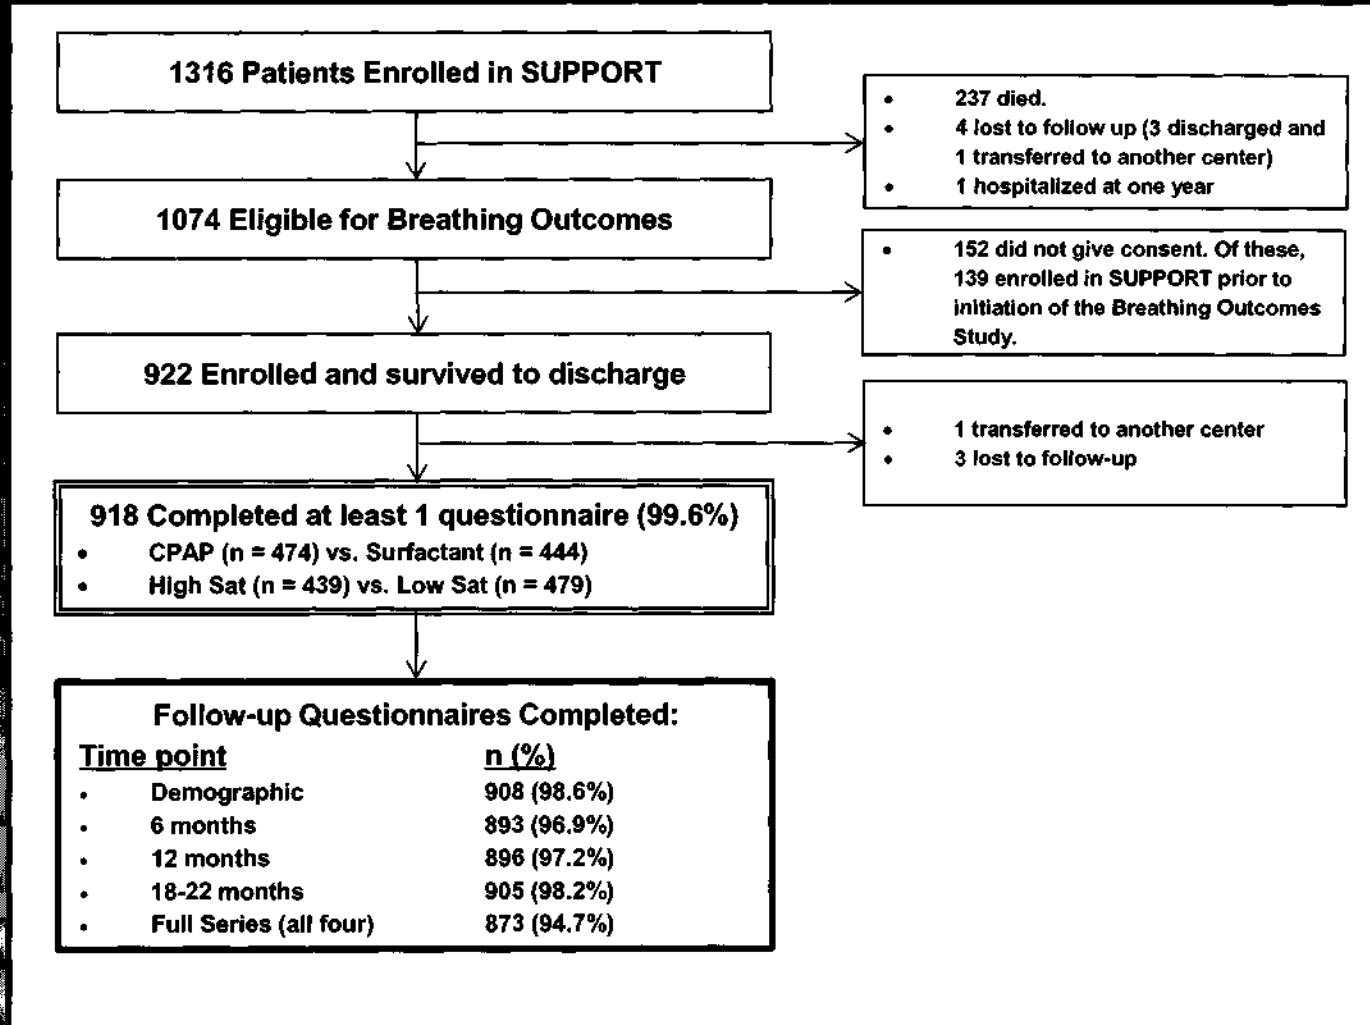 1316 Patients Enrolled in SUPPORT
• 237 died.
• 4 lost to follow up (3 discharged and
1 transferred to another center)
• 1 hospitalized at one year
1074 Eligible for Breathing Outcomes
• 152 did not give consent. Of these,
139 enrolled in SUPPORT prior to
initiation of the Breathing Outcomes
Study.
922 Enrolled and survived to discharge
• 1 transferred to another center
• 3 lost to follow-up
918 Completed at least 1 questionnaire (99.6%)
• CPAP (n = 474) vs. Surfactant (n = 444)
• High Sat (n = 439) vs. Low Sat (n = 479)
Follow-up Questionnaires Completed:
Time point n (%)
• Demographic 908 (98.6%)
• 6 months 893 (96.9%)
• 12 months 896 (97.2%)
• 18-22 months 905 (98.2%)
• Full Series (all four) 873 (94.7%)